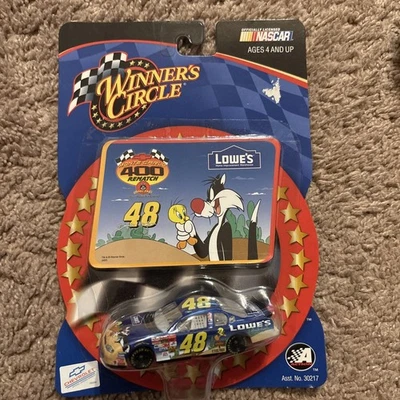 OFFICIALLY LICENSED
NASCAR
AGES 4 AND UP
WINNER'S
CIRCLE
400
REMATCH
LOWE'S
48
48
LOWE'S
48
CHEVROLET
Asst. No. 30217